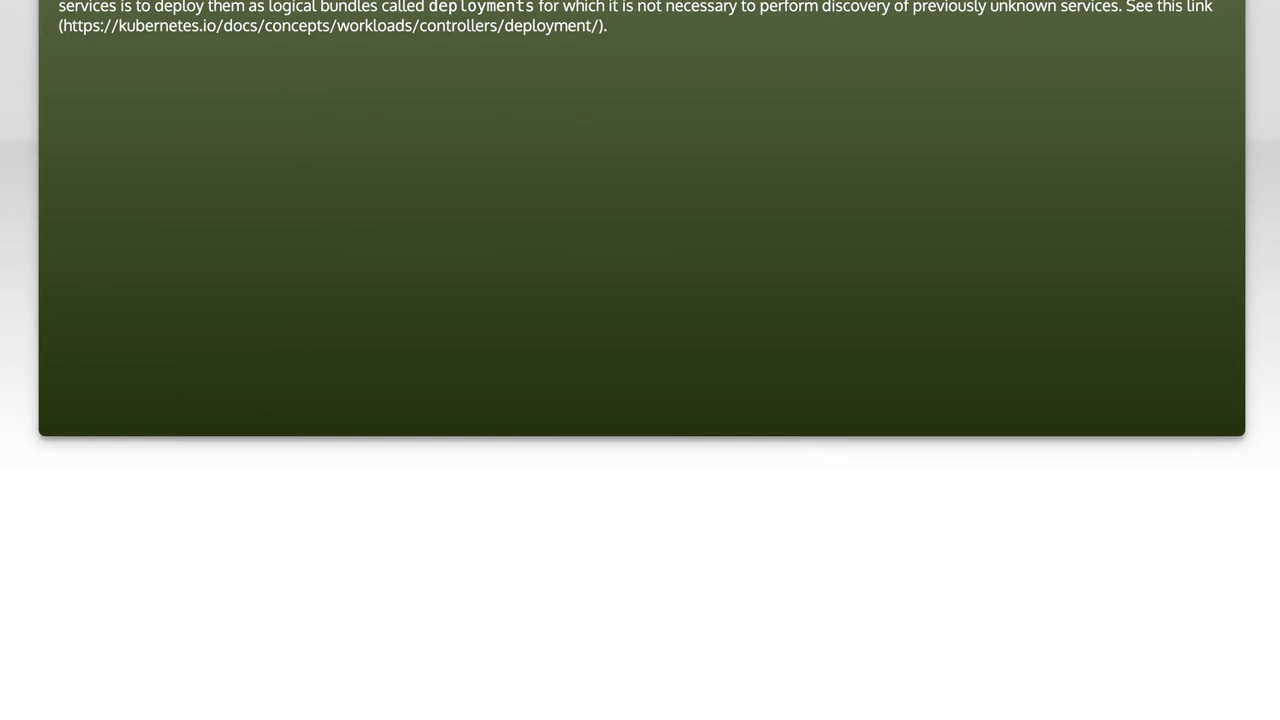 services is to deploy them as logical bundles called deployments for which it is not necessary to perform discovery of previously unknown services. See this link
(https://kubernetes.io/docs/concepts/workloads/controllers/deployment/).